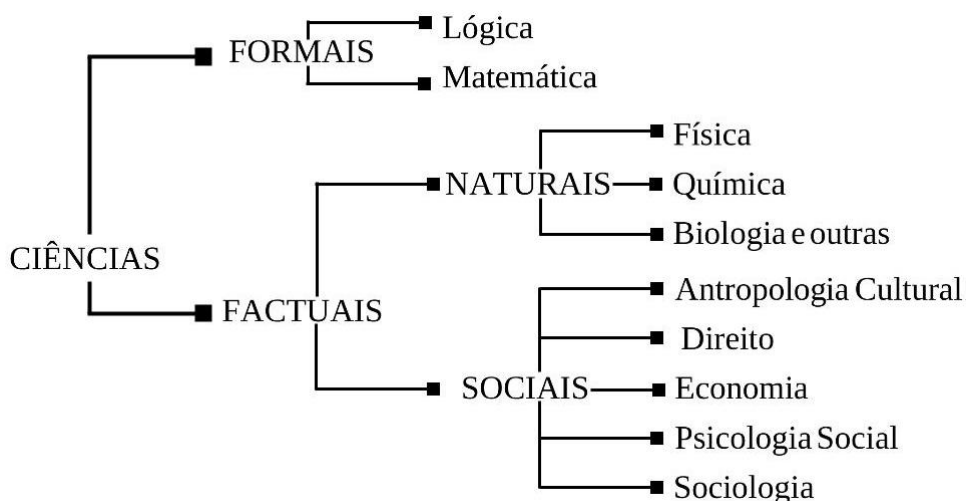 CIÊNCIAS
FORMAIS
Lógica
Matemática
FACTUAIS
NATURAIS
Física
Química
Biologia e outras
SOCIAIS
Antropologia Cultural
Direito
Economia
Psicologia Social
Sociologia